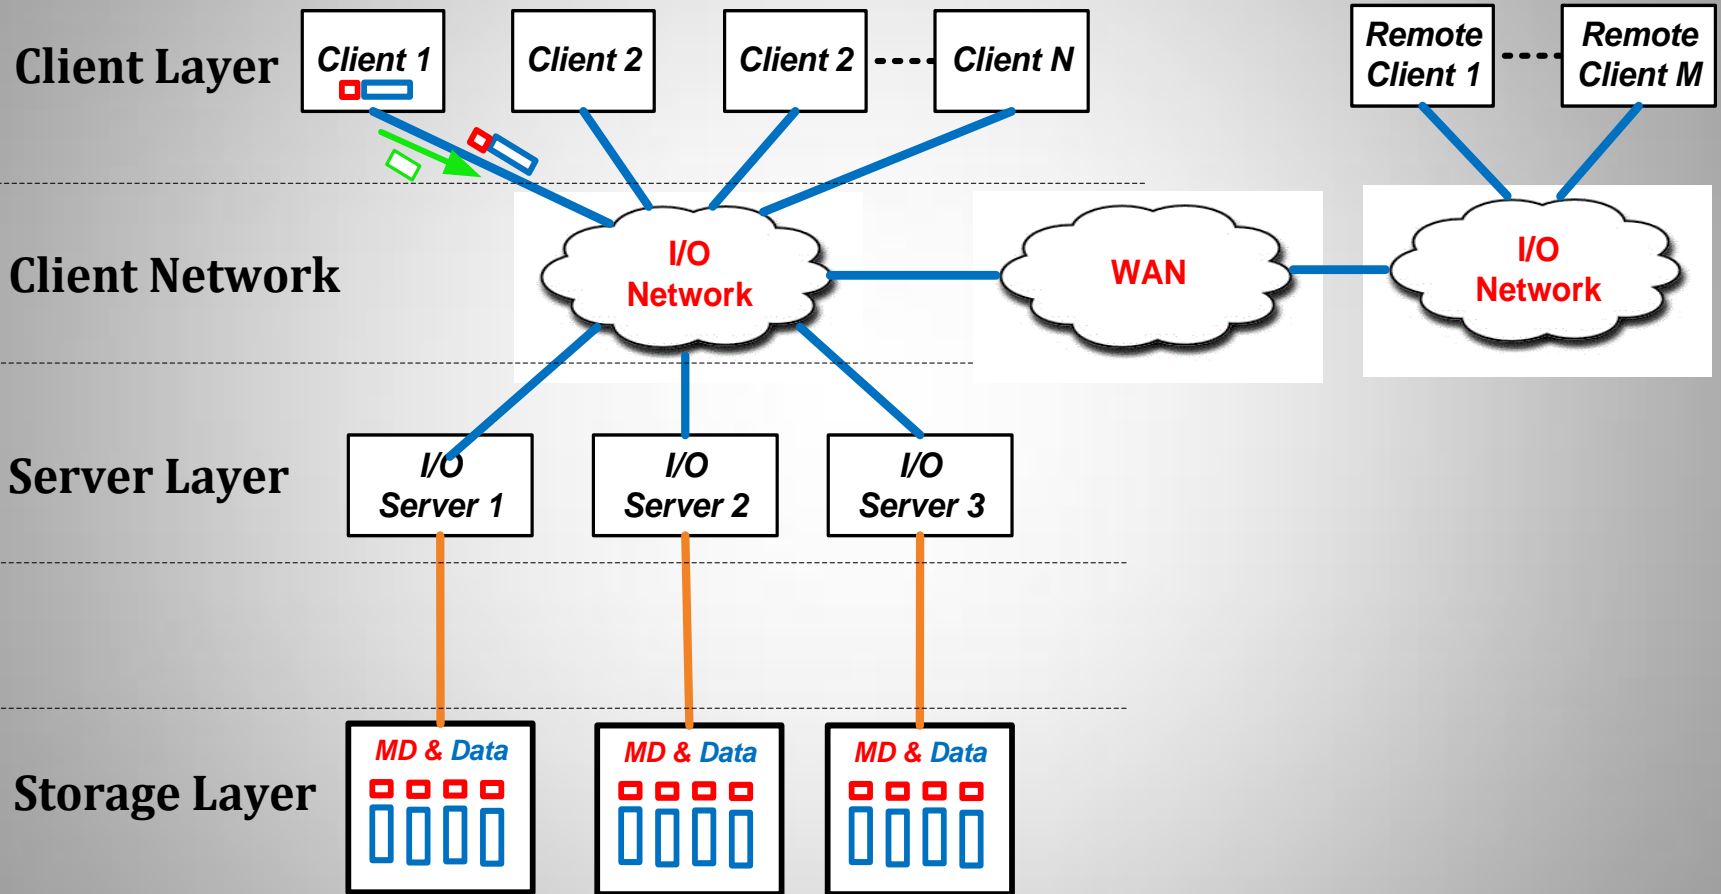 Client Layer
Client 1
Client 2
Client 2
Client N
Remote
Client 1
Remote
Client M
Client Network
I/O
Network
WAN
I/O
Network
Server Layer
I/O
Server 1
I/O
Server 2
I/O
Server 3
Storage Layer
MD & Data
MD & Data
MD & Data